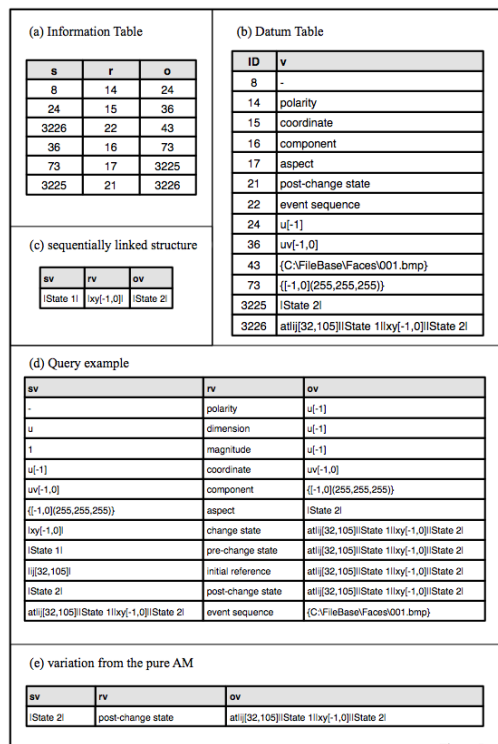 (a) Information Table
s r o
8 14 24
24 15 36
3226 22 43
36 16 73
73 17 3225
3225 21 3226
(b) Datum Table
ID v
8 -
14 polarity
15 coordinate
16 component
17 aspect
21 post-change state
22 event sequence
24 u[-1]
36 uv[-1,0]
43 {C:\FileBase\Faces\001.bmp}
73 {[-1,0](255,255,255)}
3225 |State 2|
3226 at|ij[32,105]||State 1||xy[-1,0]||State 2|
(c) sequentially linked structure
sv rv ov
|State 1| |xy[-1,0]| |State 2|
(d) Query example
sv rv ov
- polarity u[-1]
u dimension u[-1]
1 magnitude u[-1]
u[-1] coordinate uv[-1,0]
uv[-1,0] component {[-1,0](255,255,255)}
{[-1,0](255,255,255)} aspect |State 2|
|xy[-1,0]| change state at|ij[32,105]||State 1||xy[-1,0]||State 2|
|State 1| pre-change state at|ij[32,105]||State 1||xy[-1,0]||State 2|
|ij[32,105]| initial reference at|ij[32,105]||State 1||xy[-1,0]||State 2|
|State 2| post-change state at|ij[32,105]||State 1||xy[-1,0]||State 2|
at|ij[32,105]||State 1||xy[-1,0]||State 2| event sequence {C:\FileBase\Faces\001.bmp}
(e) variation from the pure AM
sv rv ov
|State 2| post-change state at|ij[32,105]||State 1||xy[-1,0]||State 2|